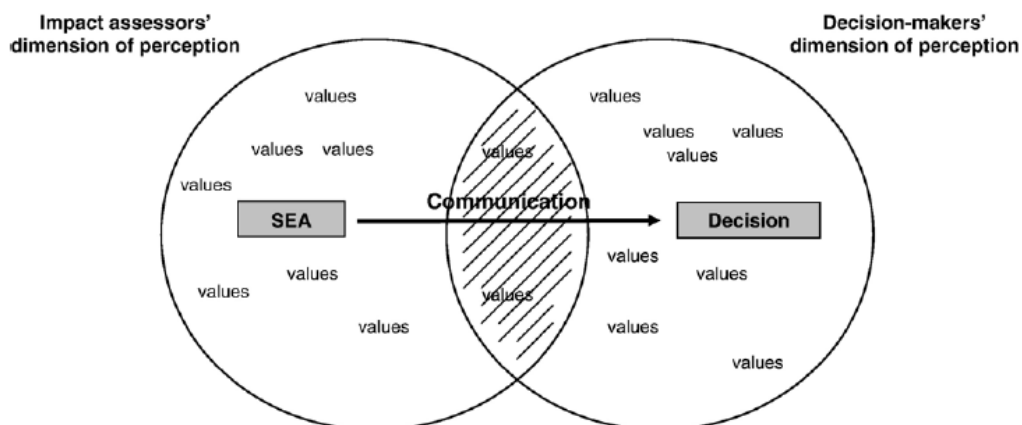 Impact assessors'
dimension of perception
Decision-makers'
dimension of perception
values
values
values
values
values
values
values
values
values
values
values
Communication
SEA
Decision
values
values
values
values
values
values
values
values